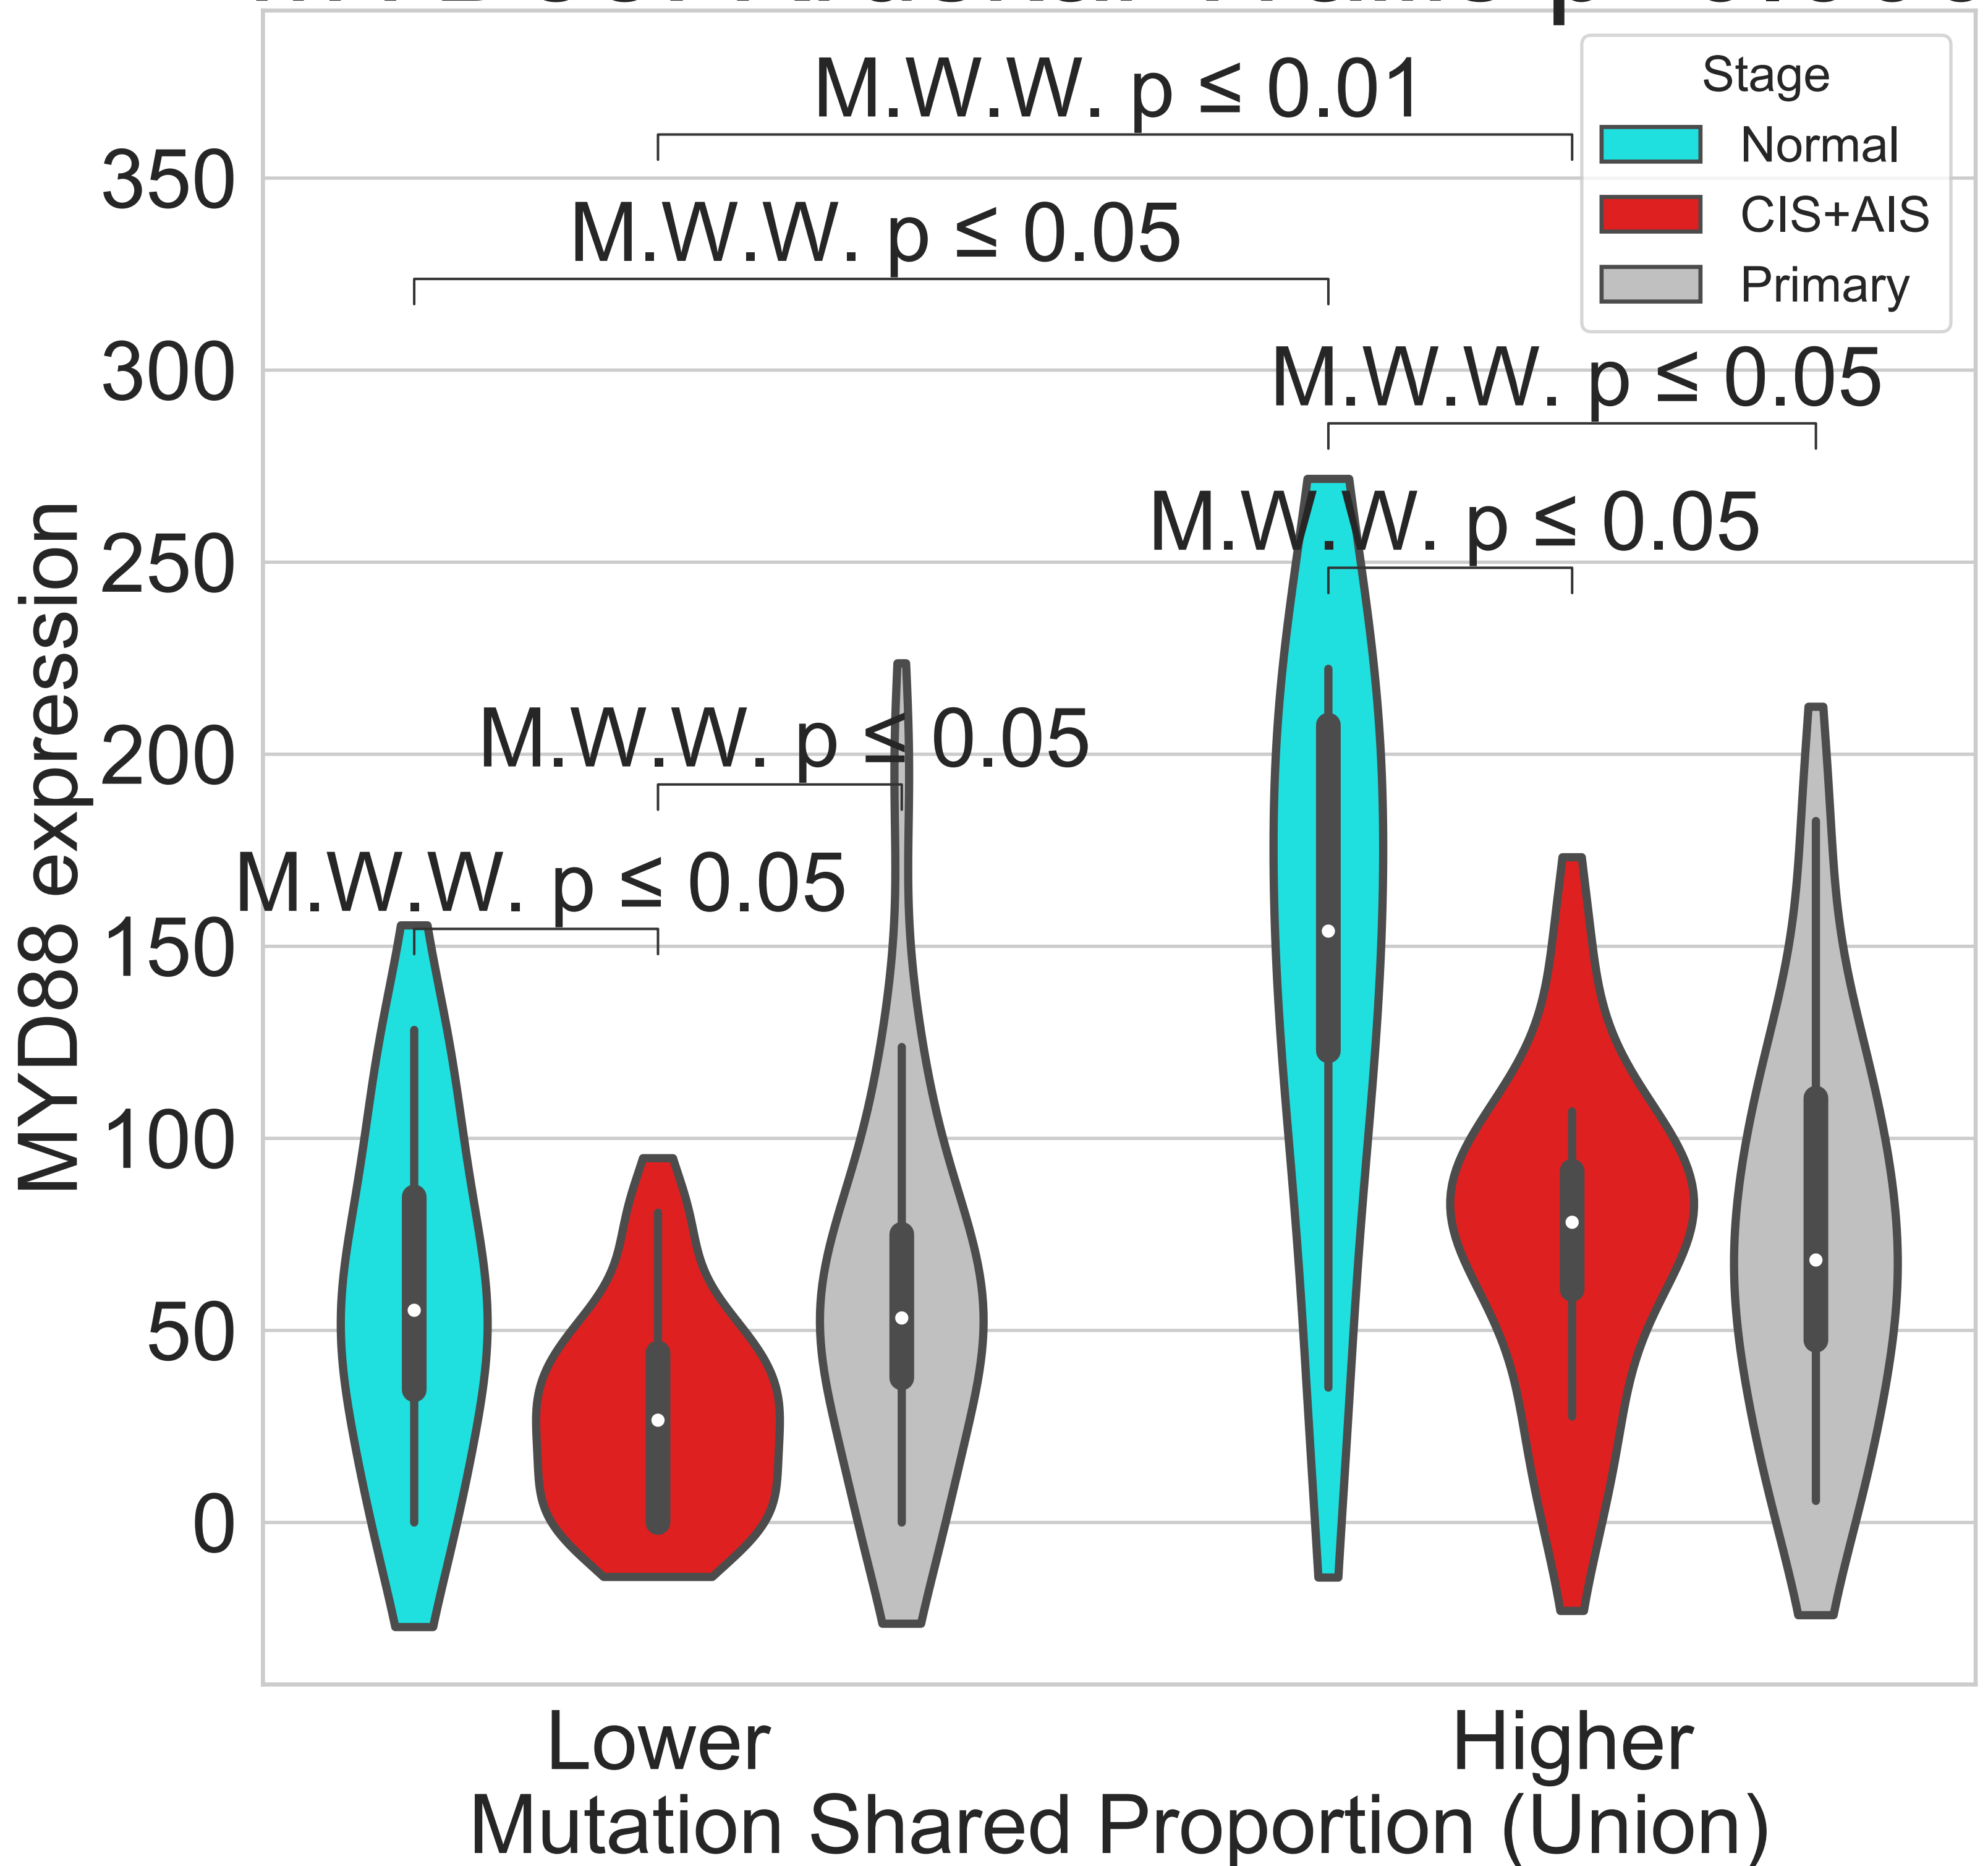 M.W.W. p ≤ 0.01
Stage
Normal
CIS+AIS
Primary
M.W.W. p ≤ 0.05
M.W.W. p ≤ 0.05
M.W.W. p ≤ 0.05
M.W.W. p ≤ 0.05
M.W.W. p ≤ 0.05
350
300
250
200
150
100
50
0
MYD88 expression
Lower
Higher
Mutation Shared Proportion (Union)